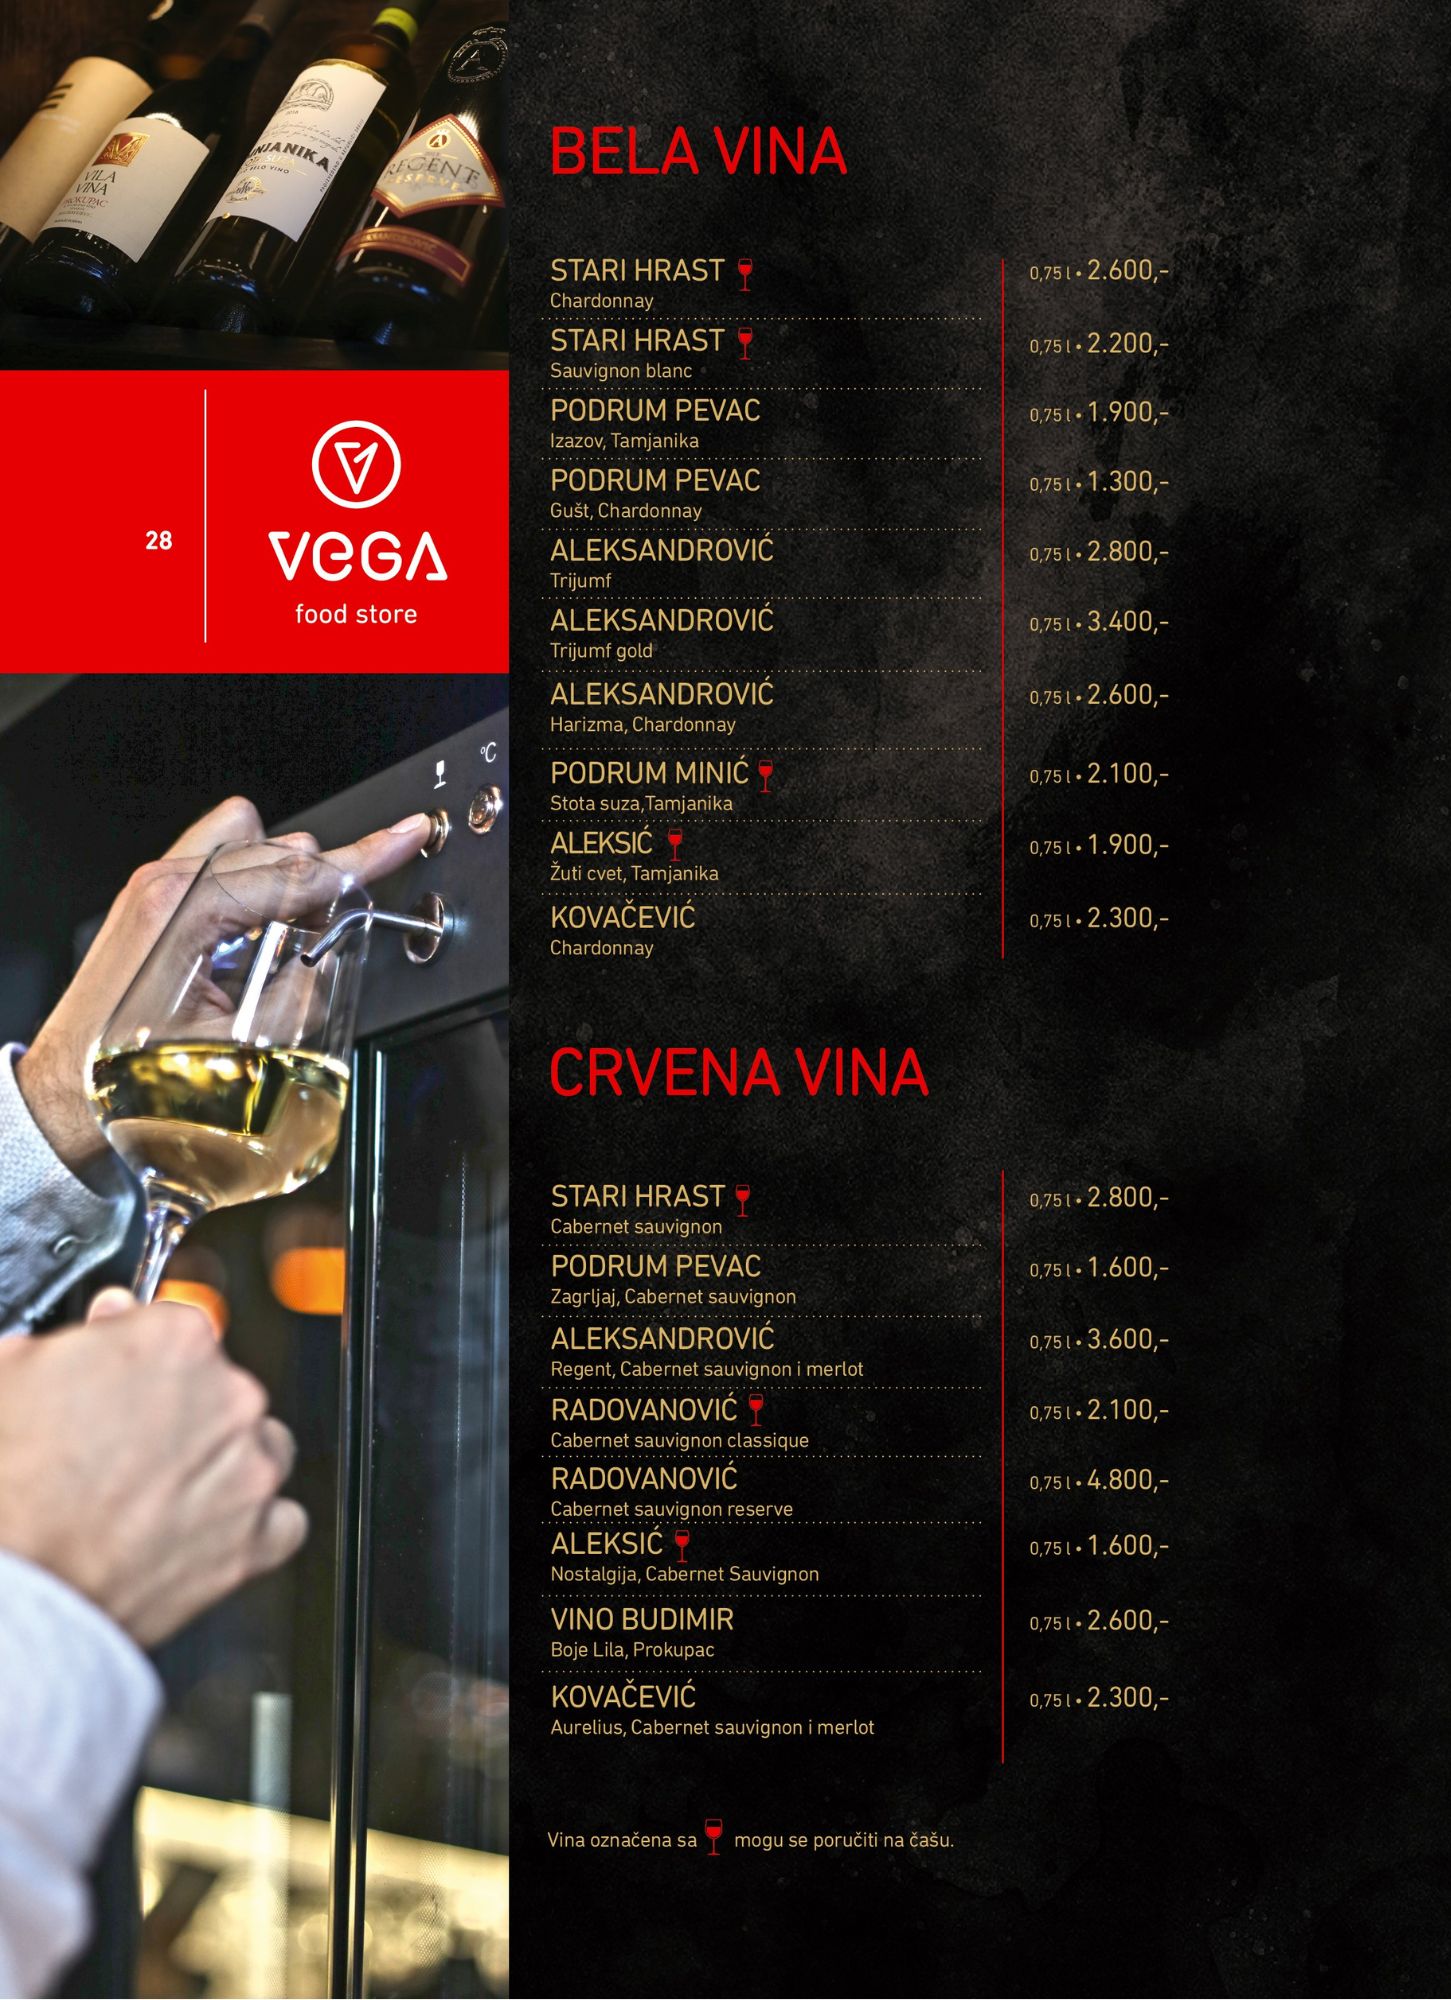 VILA
VINA
PROKUPAC
2016
REGENT
RESERVE
28
VEGA
food store
°C
BELA VINA
STARI HRAST 0,75 l • 2.600,-
Chardonnay
STARI HRAST 0,75 l • 2.200,-
Sauvignon blanc
PODRUM PEVAC 0,75 l • 1.900,-
Izazov, Tamjanika
PODRUM PEVAC 0,75 l • 1.300,-
Gušt, Chardonnay
ALEKSANDROVIĆ 0,75 l • 2.800,-
Trijumf
ALEKSANDROVIĆ 0,75 l • 3.400,-
Trijumf gold
ALEKSANDROVIĆ 0,75 l • 2.600,-
Harizma, Chardonnay
PODRUM MINIĆ 0,75 l • 2.100,-
Stota suza,Tamjanika
ALEKSIĆ 0,75 l • 1.900,-
Žuti cvet, Tamjanika
KOVAČEVIĆ 0,75 l • 2.300,-
Chardonnay
CRVENA VINA
STARI HRAST 0,75 l • 2.800,-
Cabernet sauvignon
PODRUM PEVAC 0,75 l • 1.600,-
Zagrljaj, Cabernet sauvignon
ALEKSANDROVIĆ 0,75 l • 3.600,-
Regent, Cabernet sauvignon i merlot
RADOVANOVIĆ 0,75 l • 2.100,-
Cabernet sauvignon classique
RADOVANOVIĆ 0,75 l • 4.800,-
Cabernet sauvignon reserve
ALEKSIĆ 0,75 l • 1.600,-
Nostalgija, Cabernet Sauvignon
VINO BUDIMIR 0,75 l • 2.600,-
Boje Lila, Prokupac
KOVAČEVIĆ 0,75 l • 2.300,-
Aurelius, Cabernet sauvignon i merlot
Vina označena sa mogu se poručiti na čašu.